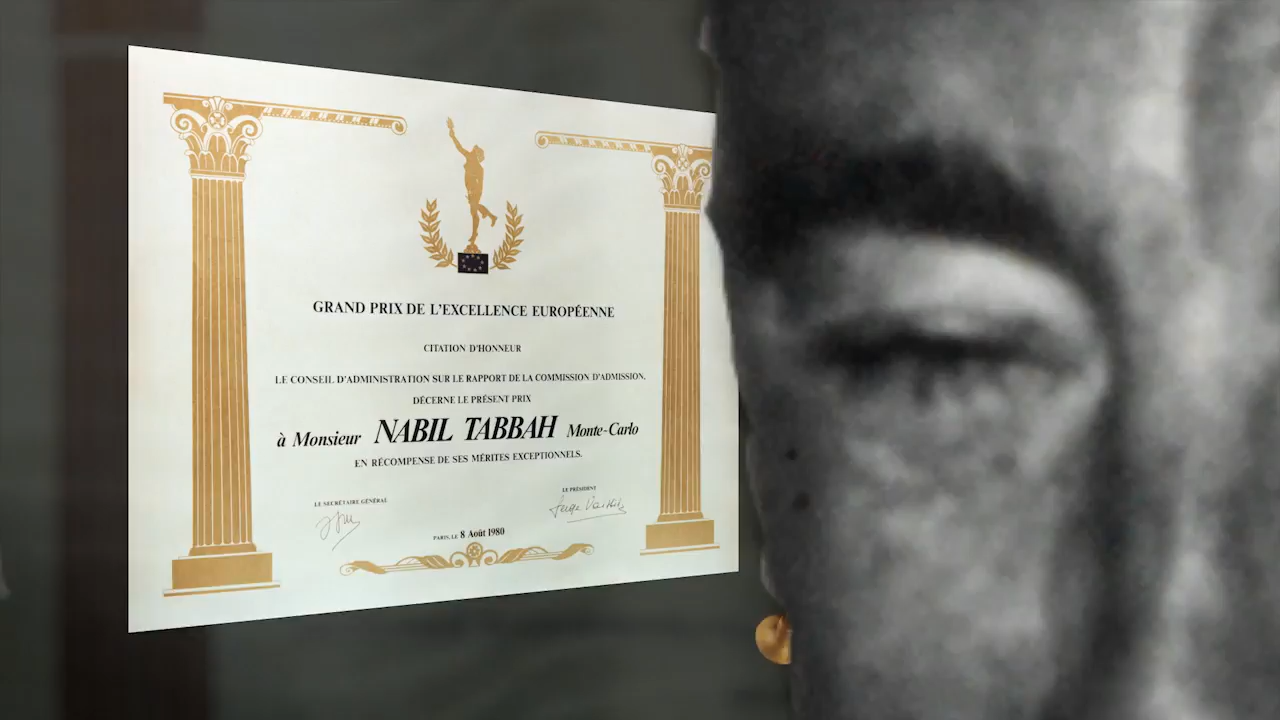 GRAND PRIX DE L'EXCELLENCE EUROPÉENNE
CITATION D'HONNEUR
LE CONSEIL D'ADMINISTRATION SUR LE RAPPORT DE LA COMMISSION D'ADMISSION,
DÉCERNE LE PRÉSENT PRIX
à Monsieur NABIL TABBAH Monte-Carlo
EN RÉCOMPENSE DE SES MÉRITES EXCEPTIONNELS.
LE SECRÉTAIRE GÉNÉRAL
LE PRÉSIDENT
PARIS, LE 8 Août 1980